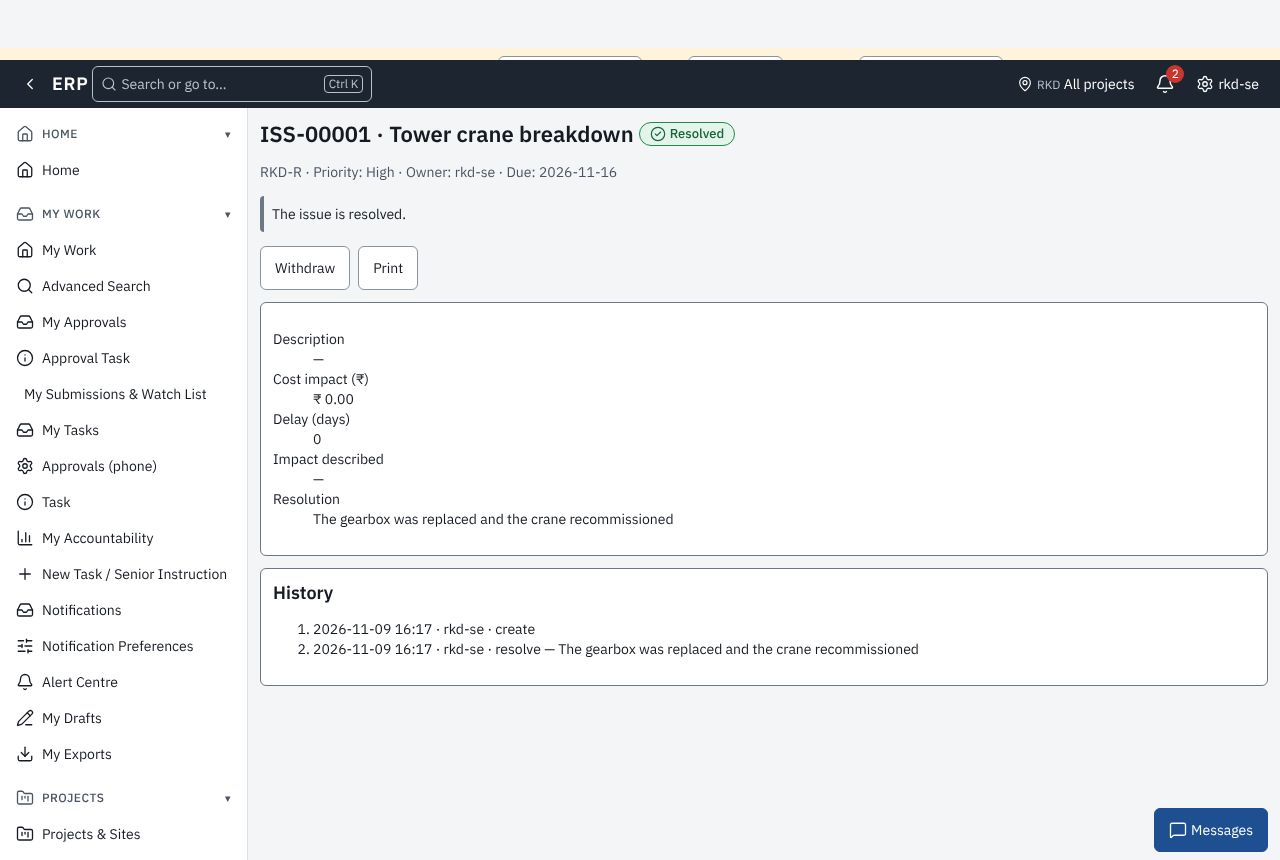 ERP
Search or go to...
Ctrl K
RKD All projects
2
rkd-se
HOME
Home
MY WORK
My Work
Advanced Search
My Approvals
Approval Task
My Submissions & Watch List
My Tasks
Approvals (phone)
Task
My Accountability
New Task / Senior Instruction
Notifications
Notification Preferences
Alert Centre
My Drafts
My Exports
PROJECTS
Projects & Sites
ISS-00001 · Tower crane breakdown
Resolved
RKD-R · Priority: High · Owner: rkd-se · Due: 2026-11-16
The issue is resolved.
Withdraw
Print
Description
—
Cost impact (₹)
₹ 0.00
Delay (days)
0
Impact described
—
Resolution
The gearbox was replaced and the crane recommissioned
History
1. 2026-11-09 16:17 · rkd-se · create
2. 2026-11-09 16:17 · rkd-se · resolve — The gearbox was replaced and the crane recommissioned
Messages